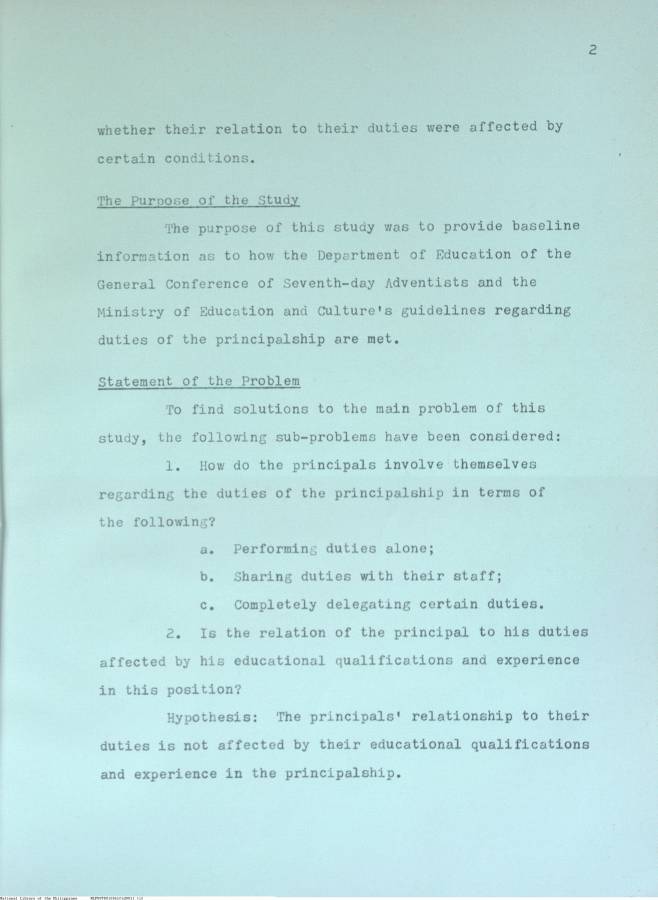 2
whether their relation to their duties were affected by
certain conditions.
The Purpose of the Study
The purpose of this study was to provide baseline
information as to how the Department of Education of the
General Conference of Seventh-day Adventists and the
Ministry of Education and Culture's guidelines regarding
duties of the principalship are met.
Statement of the Problem
To find solutions to the main problem of this
study, the following sub-problems have been considered:
1. How do the principals involve themselves
regarding the duties of the principalship in terms of
the following?
a. Performing duties alone;
b. Sharing duties with their staff;
c. Completely delegating certain duties.
2. Is the relation of the principal to his duties
affected by his educational qualifications and experience
in this position?
Hypothesis: The principals' relationship to their
duties is not affected by their educational qualifications
and experience in the principalship.
National Library of the Philippines